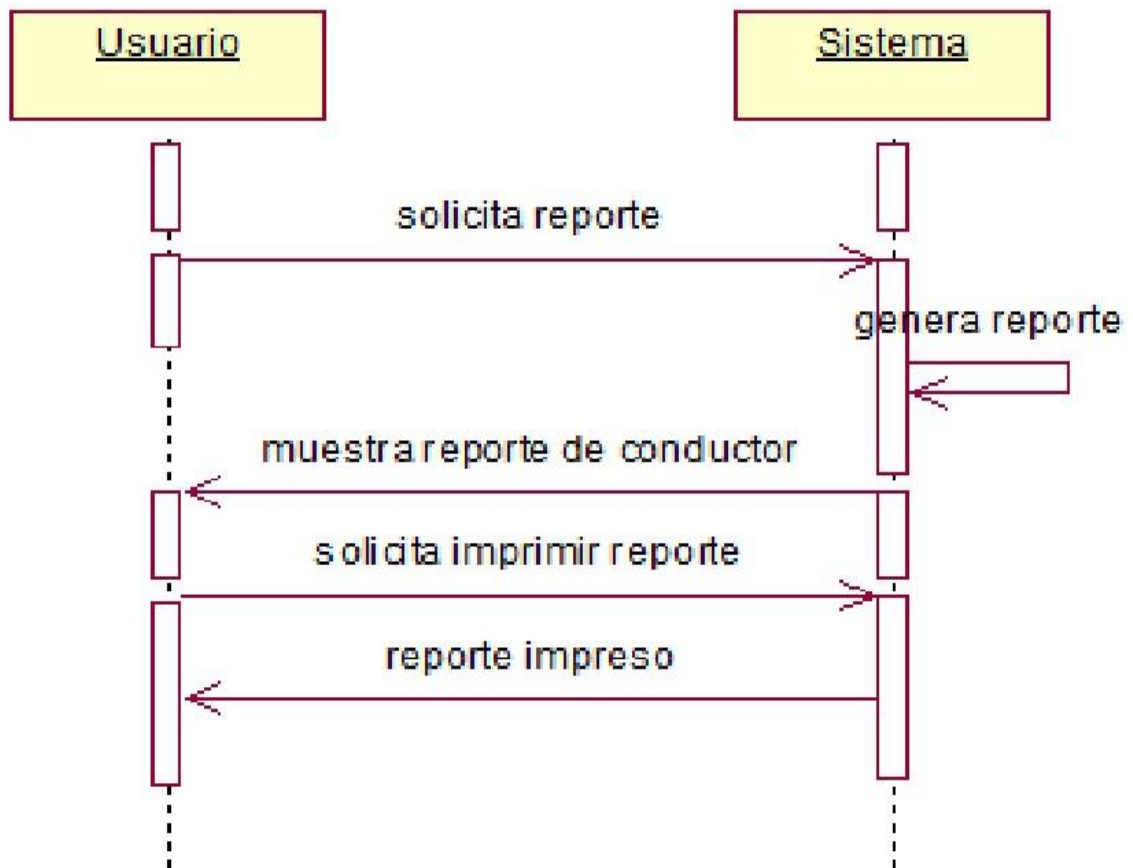 Usuario
Sistema
solicita reporte
genera reporte
muestra reporte de conductor
solicita imprimir reporte
reporte impreso